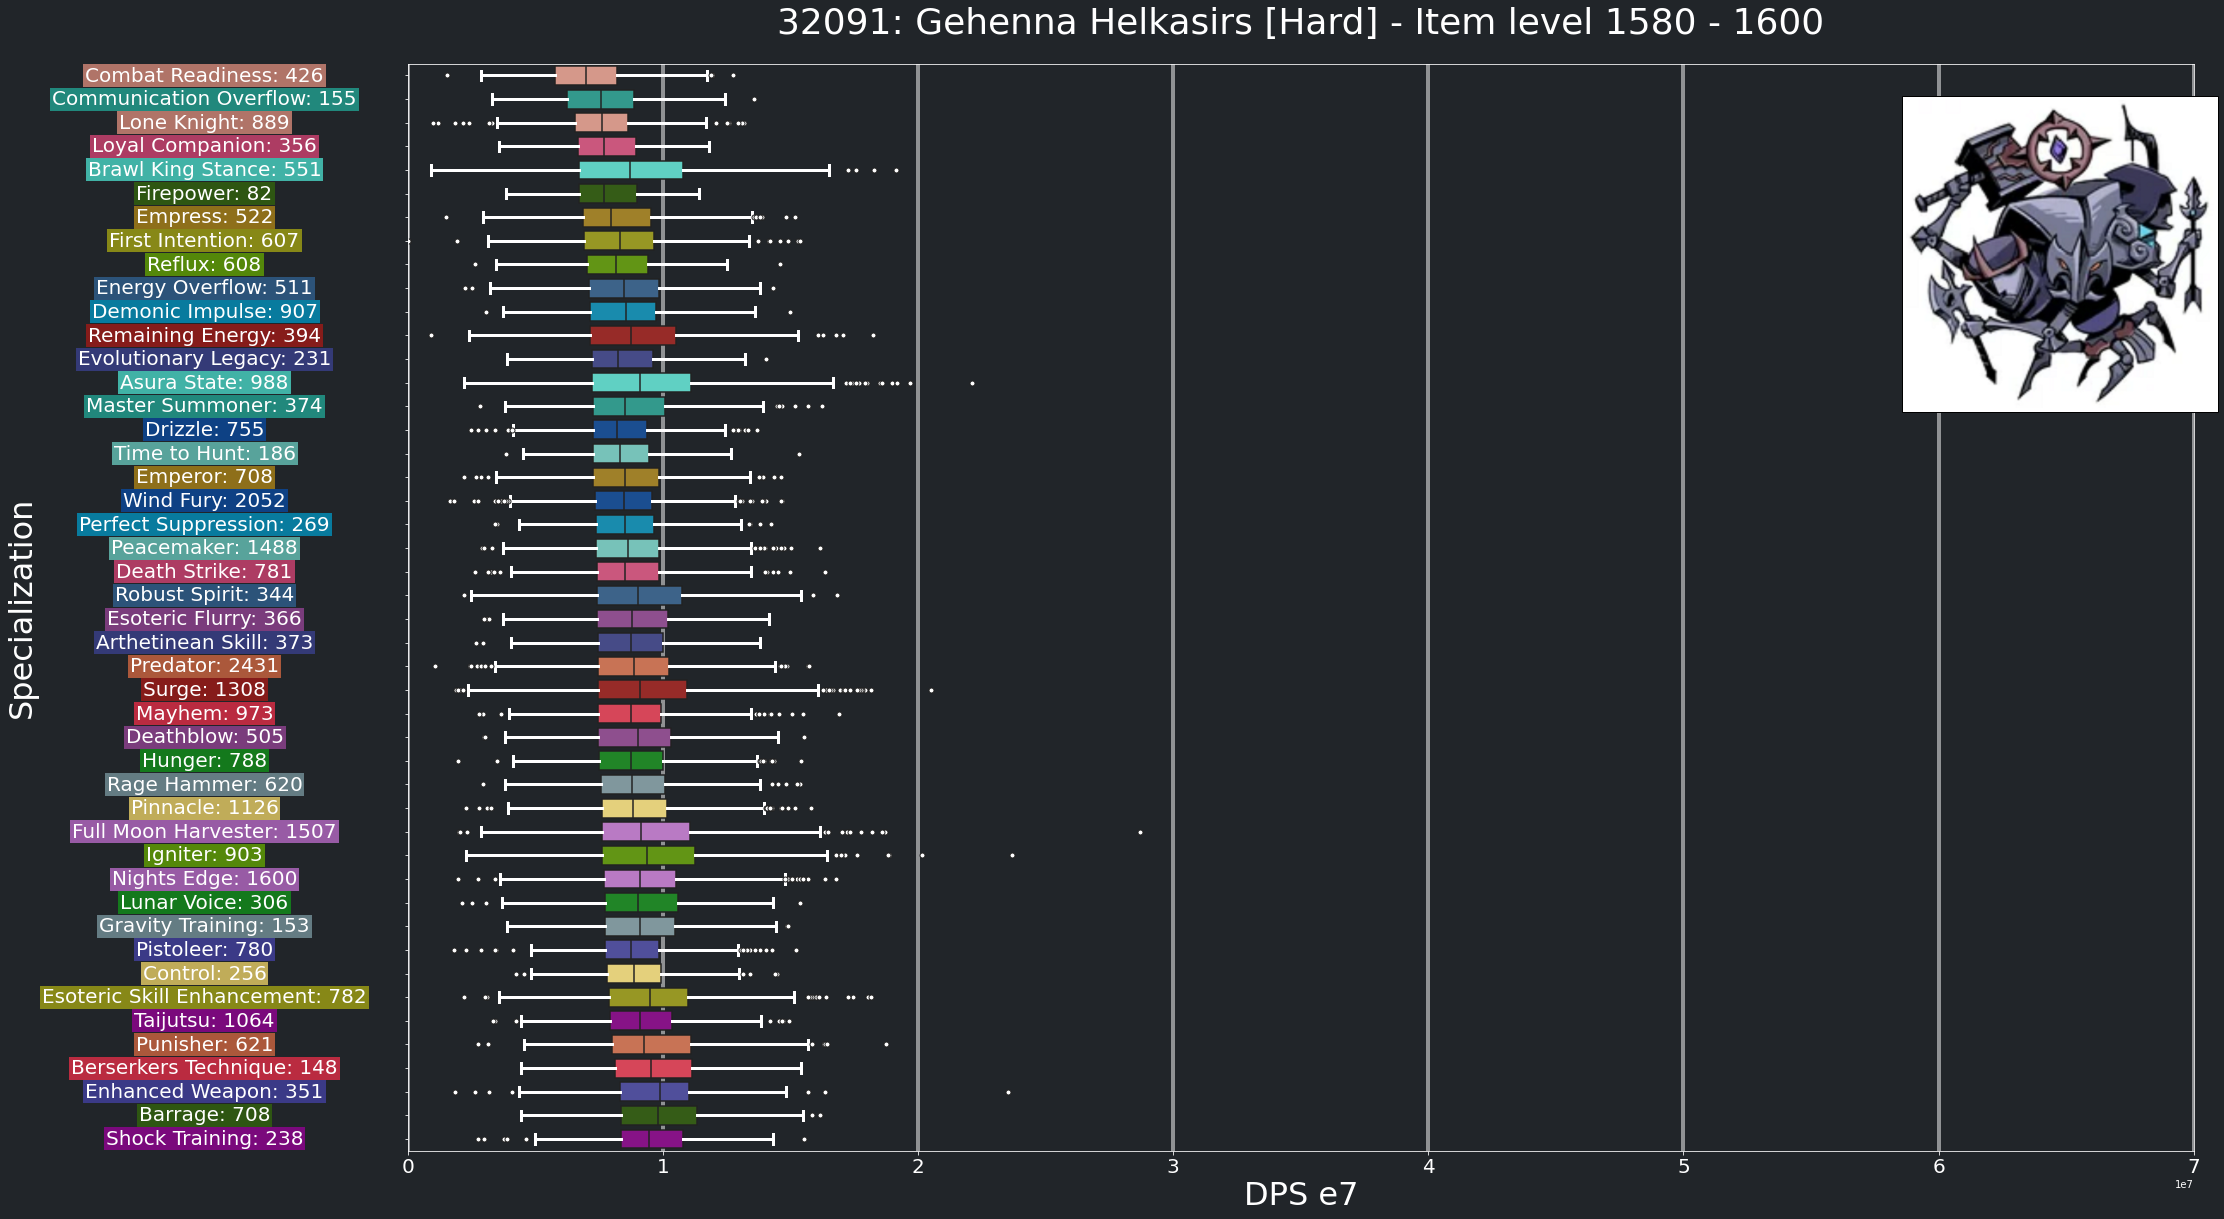 32091: Gehenna Helkasirs [Hard] - Item level 1580 - 1600
Specialization
Combat Readiness: 426
Communication Overflow: 155
Lone Knight: 889
Loyal Companion: 356
Brawl King Stance: 551
Firepower: 82
Empress: 522
First Intention: 607
Reflux: 608
Energy Overflow: 511
Demonic Impulse: 907
Remaining Energy: 394
Evolutionary Legacy: 231
Asura State: 988
Master Summoner: 374
Drizzle: 755
Time to Hunt: 186
Emperor: 708
Wind Fury: 2052
Perfect Suppression: 269
Peacemaker: 1488
Death Strike: 781
Robust Spirit: 344
Esoteric Flurry: 366
Arthetinean Skill: 373
Predator: 2431
Surge: 1308
Mayhem: 973
Deathblow: 505
Hunger: 788
Rage Hammer: 620
Pinnacle: 1126
Full Moon Harvester: 1507
Igniter: 903
Nights Edge: 1600
Lunar Voice: 306
Gravity Training: 153
Pistoleer: 780
Control: 256
Esoteric Skill Enhancement: 782
Taijutsu: 1064
Punisher: 621
Berserkers Technique: 148
Enhanced Weapon: 351
Barrage: 708
Shock Training: 238
0 1 2 3 4 5 6 7
1e7
DPS e7